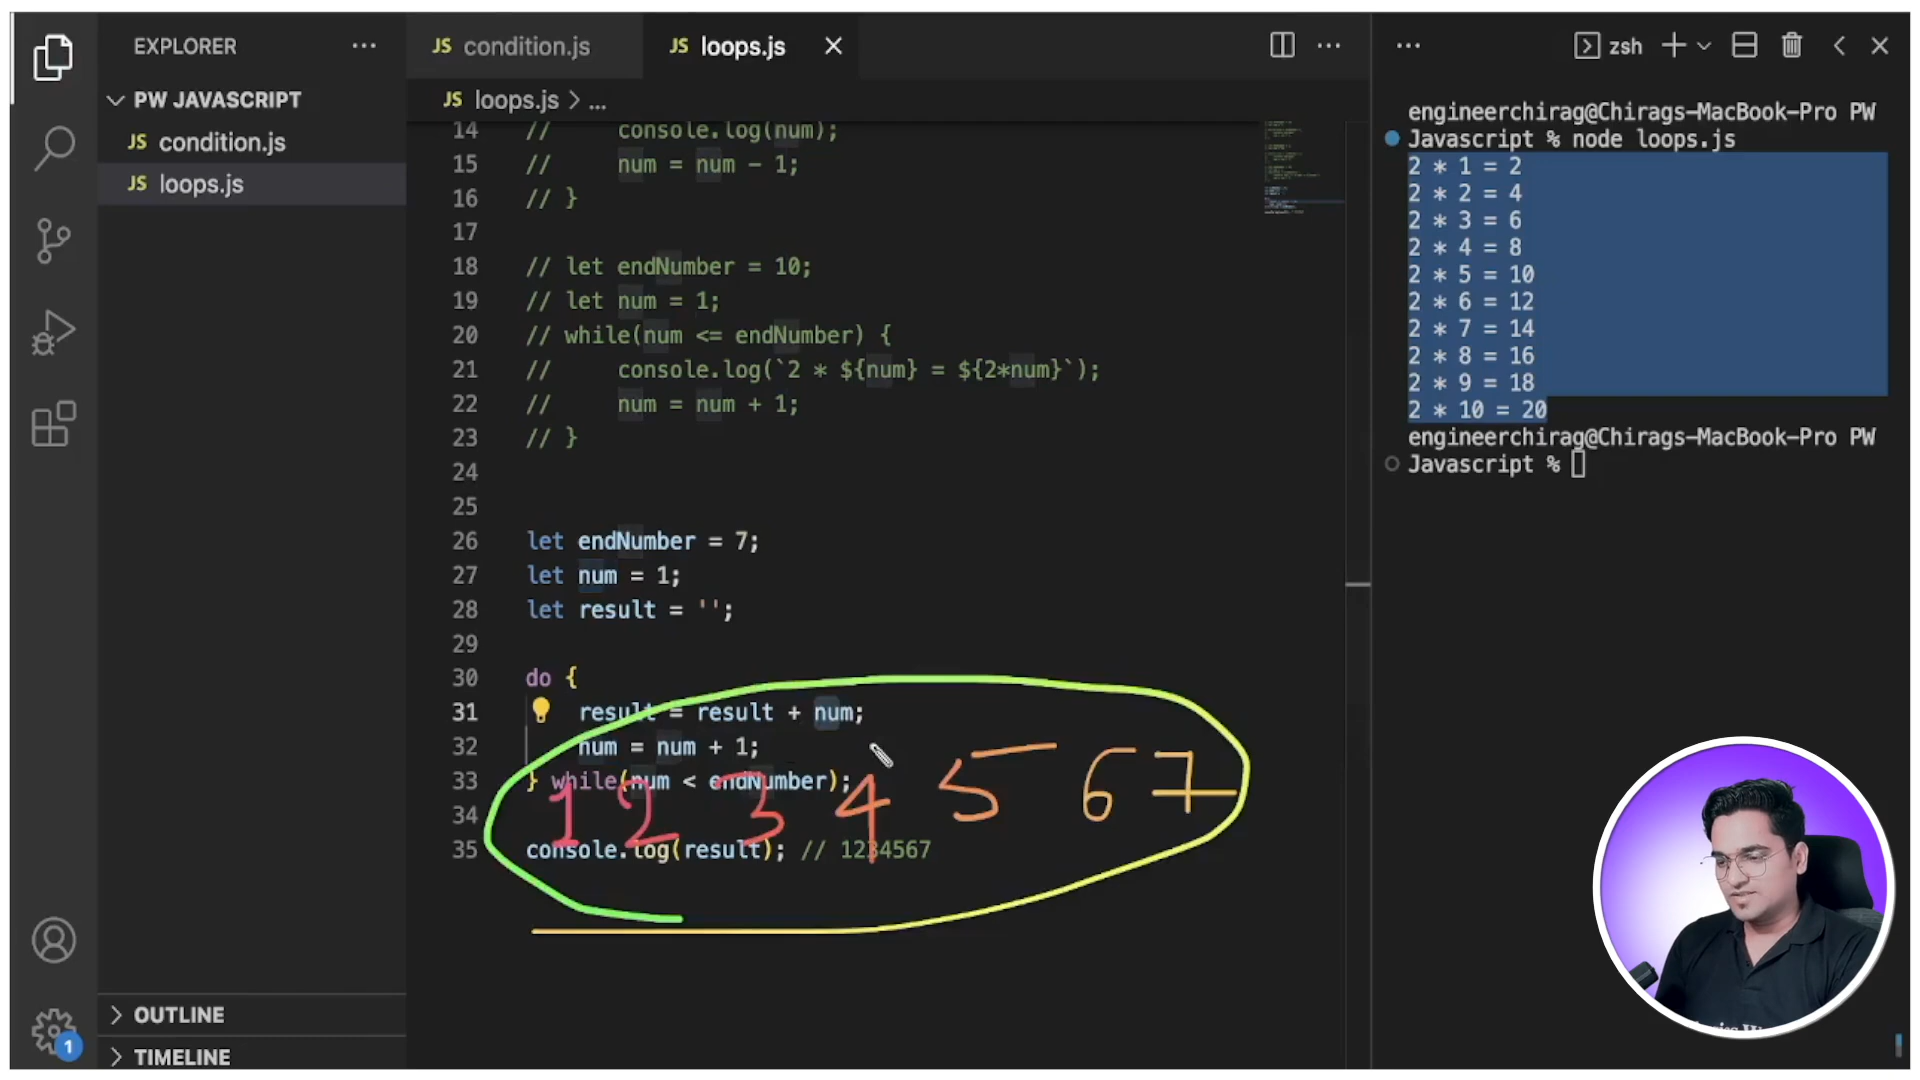 EXPLORER
PW JAVASCRIPT
JS condition.js
JS loops.js
OUTLINE
TIMELINE
1
JS condition.js
JS loops.js
JS loops.js > ...
14 // console.log(num);
15 // num = num - 1;
16 // }
17
18 // let endNumber = 10;
19 // let num = 1;
20 // while(num <= endNumber) {
21 // console.log(`2 * ${num} = ${2*num}`);
22 // num = num + 1;
23 // }
24
25
26 let endNumber = 7;
27 let num = 1;
28 let result = '';
29
30 do {
31 result = result + num;
32 num = num + 1;
33 } while(num < endNumber);
34
35 console.log(result); // 1234567
1 2 3 4 5 6 7
zsh
engineerchirag@Chirags-MacBook-Pro PW
Javascript % node loops.js
2 * 1 = 2
2 * 2 = 4
2 * 3 = 6
2 * 4 = 8
2 * 5 = 10
2 * 6 = 12
2 * 7 = 14
2 * 8 = 16
2 * 9 = 18
2 * 10 = 20
engineerchirag@Chirags-MacBook-Pro PW
Javascript %